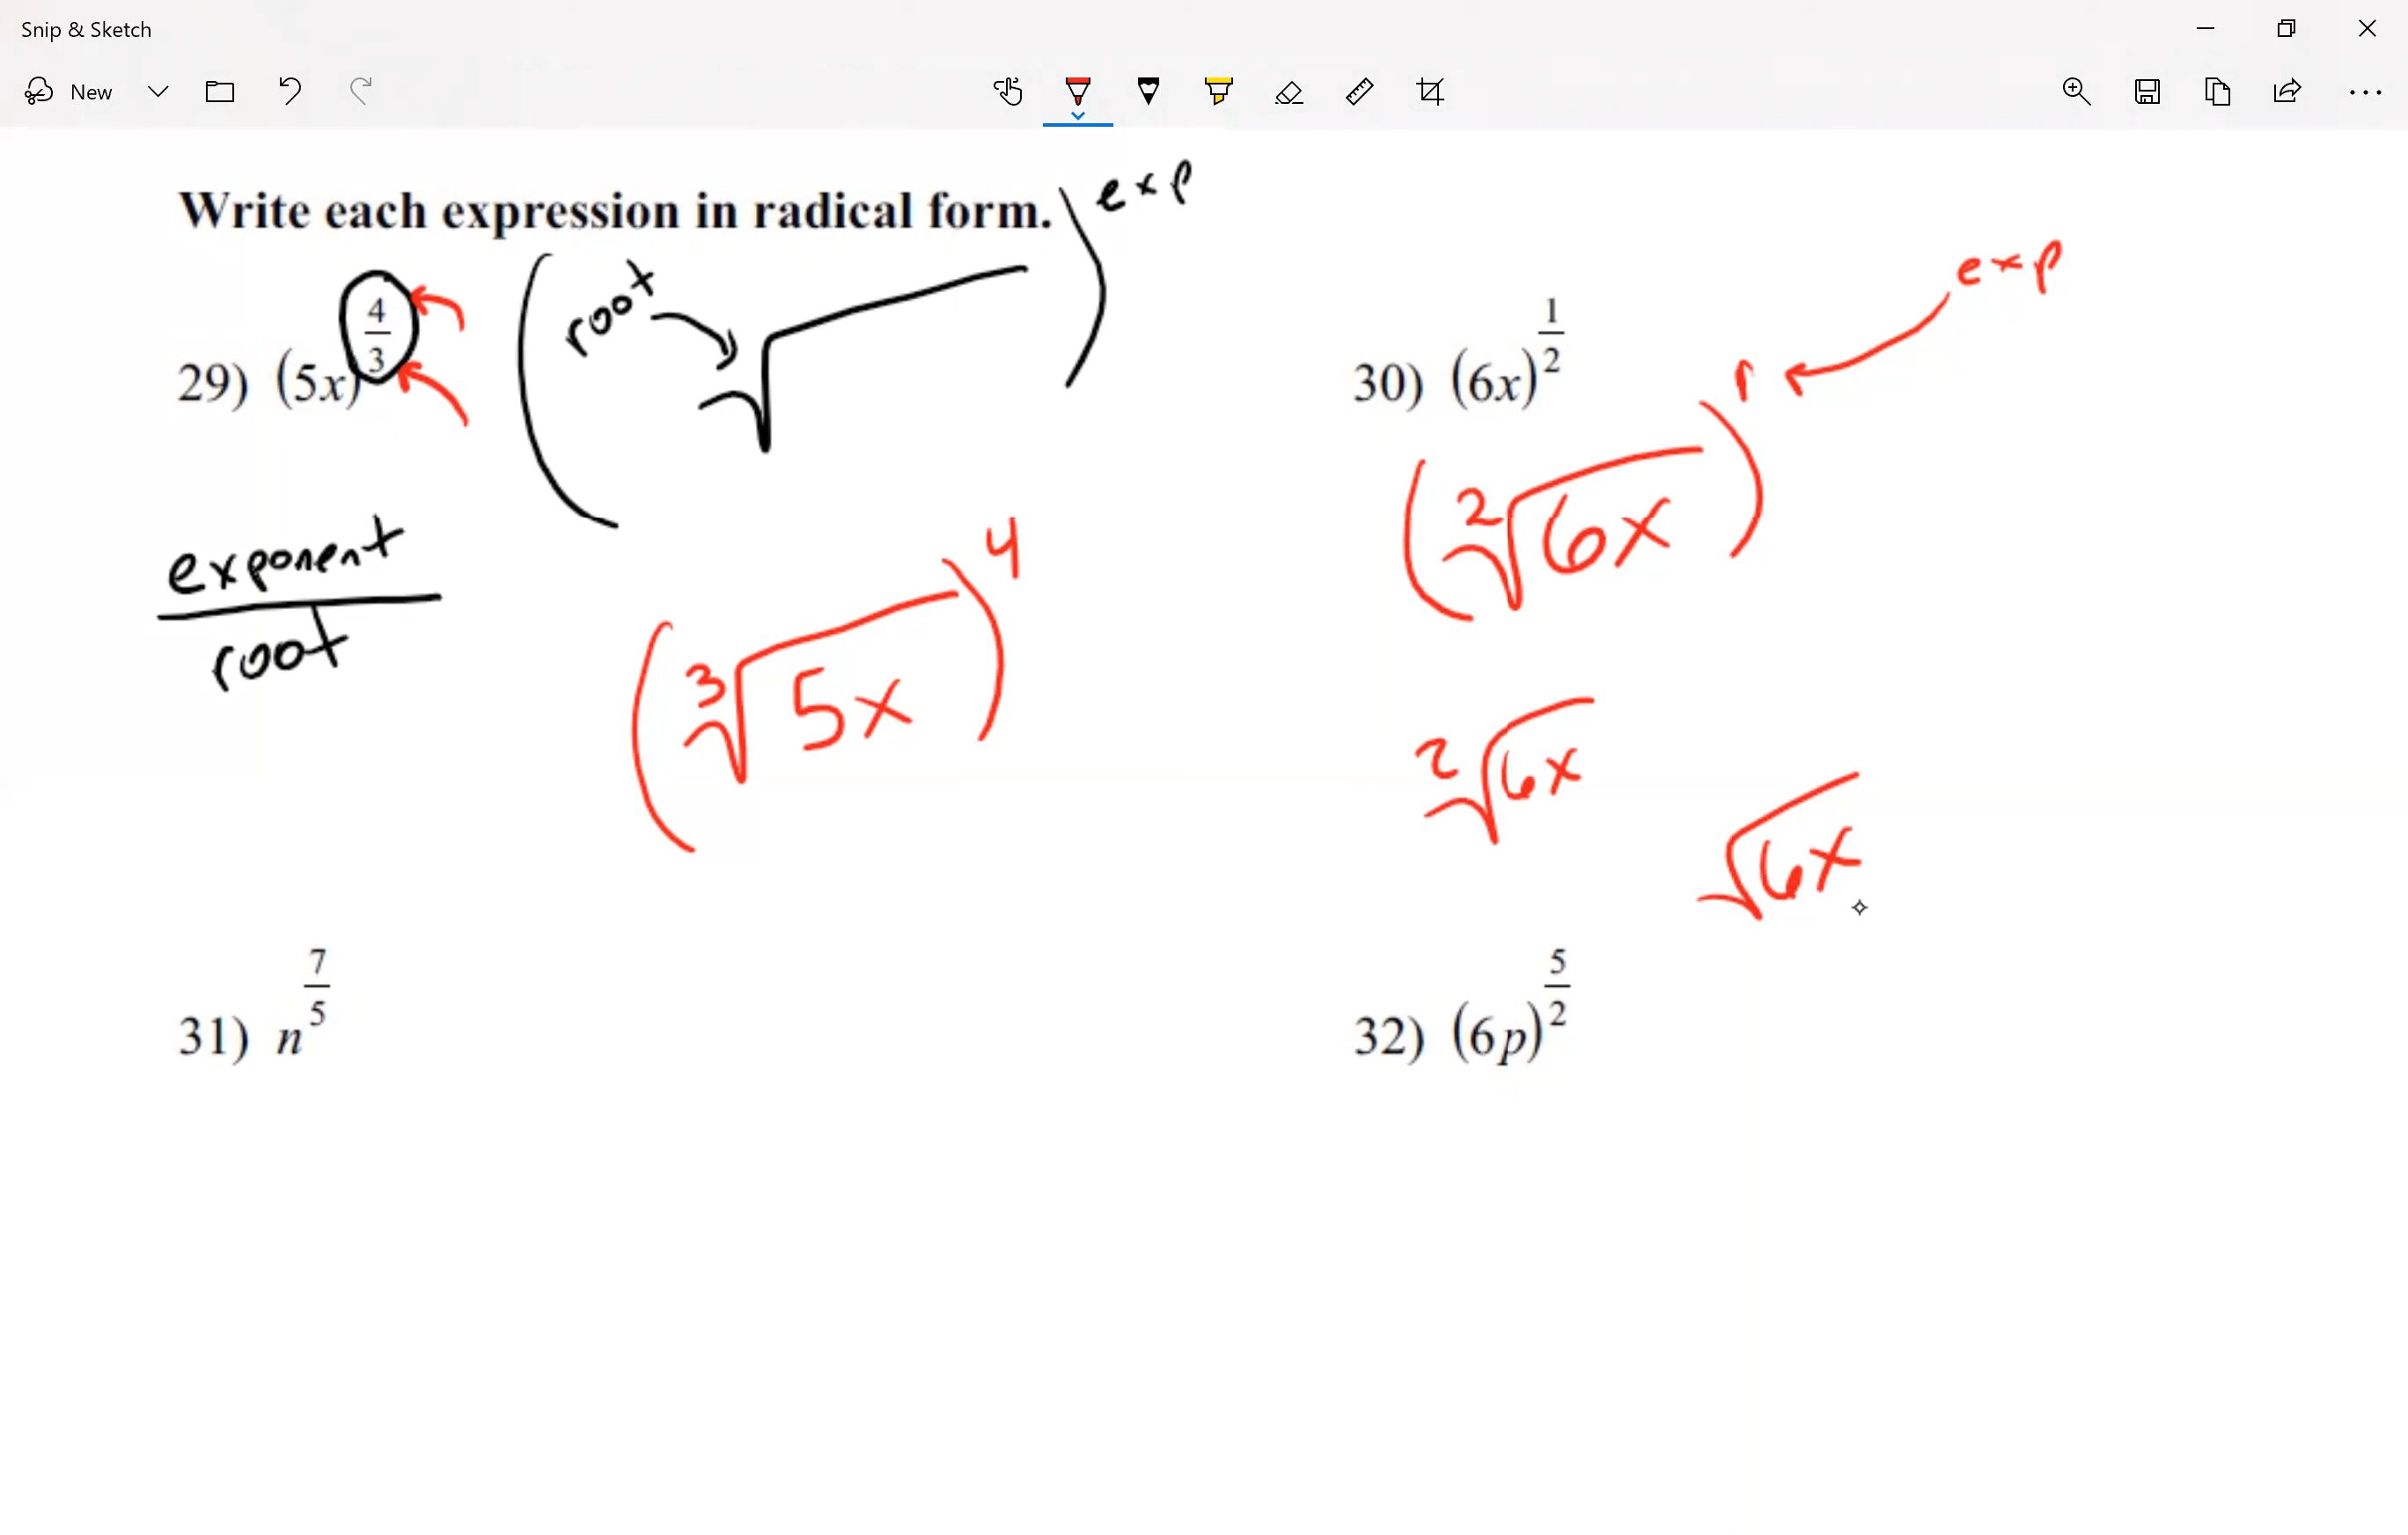 Snip & Sketch
New
Write each expression in radical form.
exp
root √
29) (5x)^(4/3)
exponent
root
(³√5x)⁴
30) (6x)^(1/2)
exp
(²√6x)^1
²√6x
√6x
31) n^(7/5)
32) (6p)^(5/2)